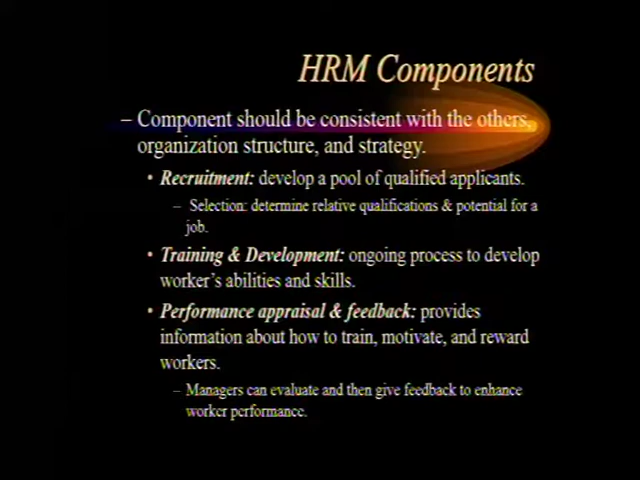 HRM Components
– Component should be consistent with the others,
organization structure, and strategy.
• Recruitment: develop a pool of qualified applicants.
– Selection: determine relative qualifications & potential for a
job.
• Training & Development: ongoing process to develop
worker's abilities and skills.
• Performance appraisal & feedback: provides
information about how to train, motivate, and reward
workers.
– Managers can evaluate and then give feedback to enhance
worker performance.